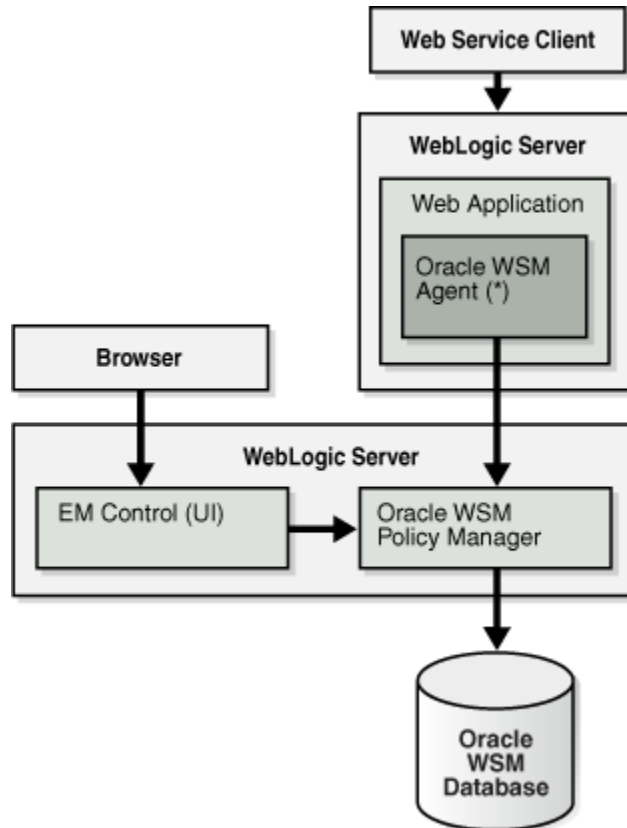 Web Service Client
WebLogic Server
Web Application
Oracle WSM
Agent (*)
Browser
WebLogic Server
EM Control (UI)
Oracle WSM
Policy Manager
Oracle
WSM
Database